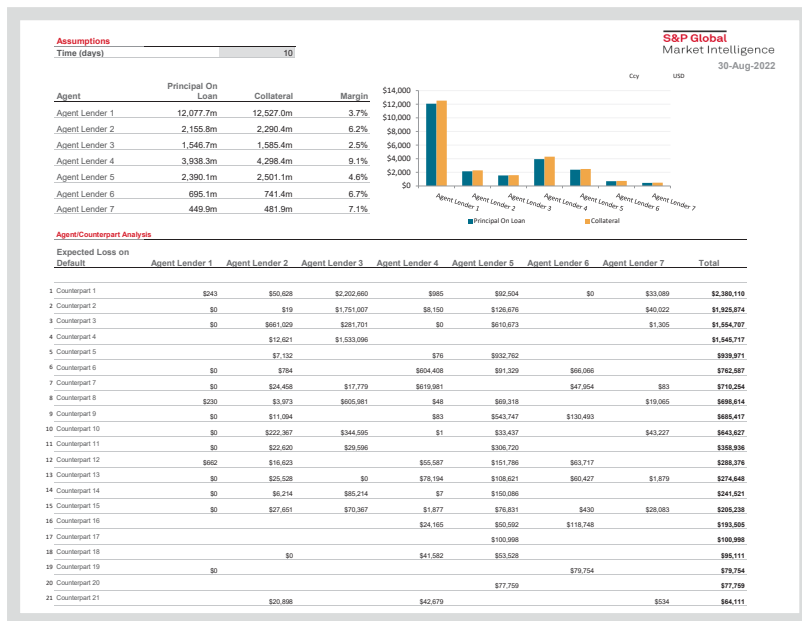 Assumptions
Time (days) 10
S&P Global
Market Intelligence
30-Aug-2022
Ccy USD
Principal On
Agent Loan Collateral Margin
Agent Lender 1 12,077.7m 12,527.0m 3.7%
Agent Lender 2 2,155.8m 2,290.4m 6.2%
Agent Lender 3 1,546.7m 1,585.4m 2.5%
Agent Lender 4 3,938.3m 4,298.4m 9.1%
Agent Lender 5 2,390.1m 2,501.1m 4.6%
Agent Lender 6 695.1m 741.4m 6.7%
Agent Lender 7 449.9m 481.9m 7.1%
$14,000
$12,000
$10,000
$8,000
$6,000
$4,000
$2,000
$0
Agent Lender 1 Agent Lender 2 Agent Lender 3 Agent Lender 4 Agent Lender 5 Agent Lender 6 Agent Lender 7
Principal On Loan Collateral
Agent/Counterpart Analysis
Expected Loss on
Default Agent Lender 1 Agent Lender 2 Agent Lender 3 Agent Lender 4 Agent Lender 5 Agent Lender 6 Agent Lender 7 Total
1 Counterpart 1 $243 $50,628 $2,202,660 $985 $92,504 $0 $33,089 $2,380,110
2 Counterpart 2 $0 $19 $1,751,007 $8,150 $126,676 $40,022 $1,925,874
3 Counterpart 3 $0 $661,029 $281,701 $0 $610,673 $1,305 $1,554,707
4 Counterpart 4 $12,621 $1,533,096 $1,545,717
5 Counterpart 5 $7,132 $76 $932,762 $939,971
6 Counterpart 6 $0 $784 $604,408 $91,329 $66,066 $762,587
7 Counterpart 7 $0 $24,458 $17,779 $619,981 $47,954 $83 $710,254
8 Counterpart 8 $230 $3,973 $605,981 $48 $69,318 $19,065 $698,614
9 Counterpart 9 $0 $11,094 $83 $543,747 $130,493 $685,417
10 Counterpart 10 $0 $222,367 $344,595 $1 $33,437 $43,227 $643,627
11 Counterpart 11 $0 $22,620 $29,596 $306,720 $358,936
12 Counterpart 12 $662 $16,623 $55,587 $151,786 $63,717 $288,376
13 Counterpart 13 $0 $25,528 $0 $78,194 $108,621 $60,427 $1,879 $274,648
14 Counterpart 14 $0 $6,214 $85,214 $7 $150,086 $241,521
15 Counterpart 15 $0 $27,651 $70,367 $1,877 $76,831 $430 $28,083 $205,238
16 Counterpart 16 $24,165 $50,592 $118,748 $193,505
17 Counterpart 17 $100,998 $100,998
18 Counterpart 18 $0 $41,582 $53,528 $95,111
19 Counterpart 19 $0 $79,754 $79,754
20 Counterpart 20 $77,759 $77,759
21 Counterpart 21 $20,898 $42,679 $534 $64,111